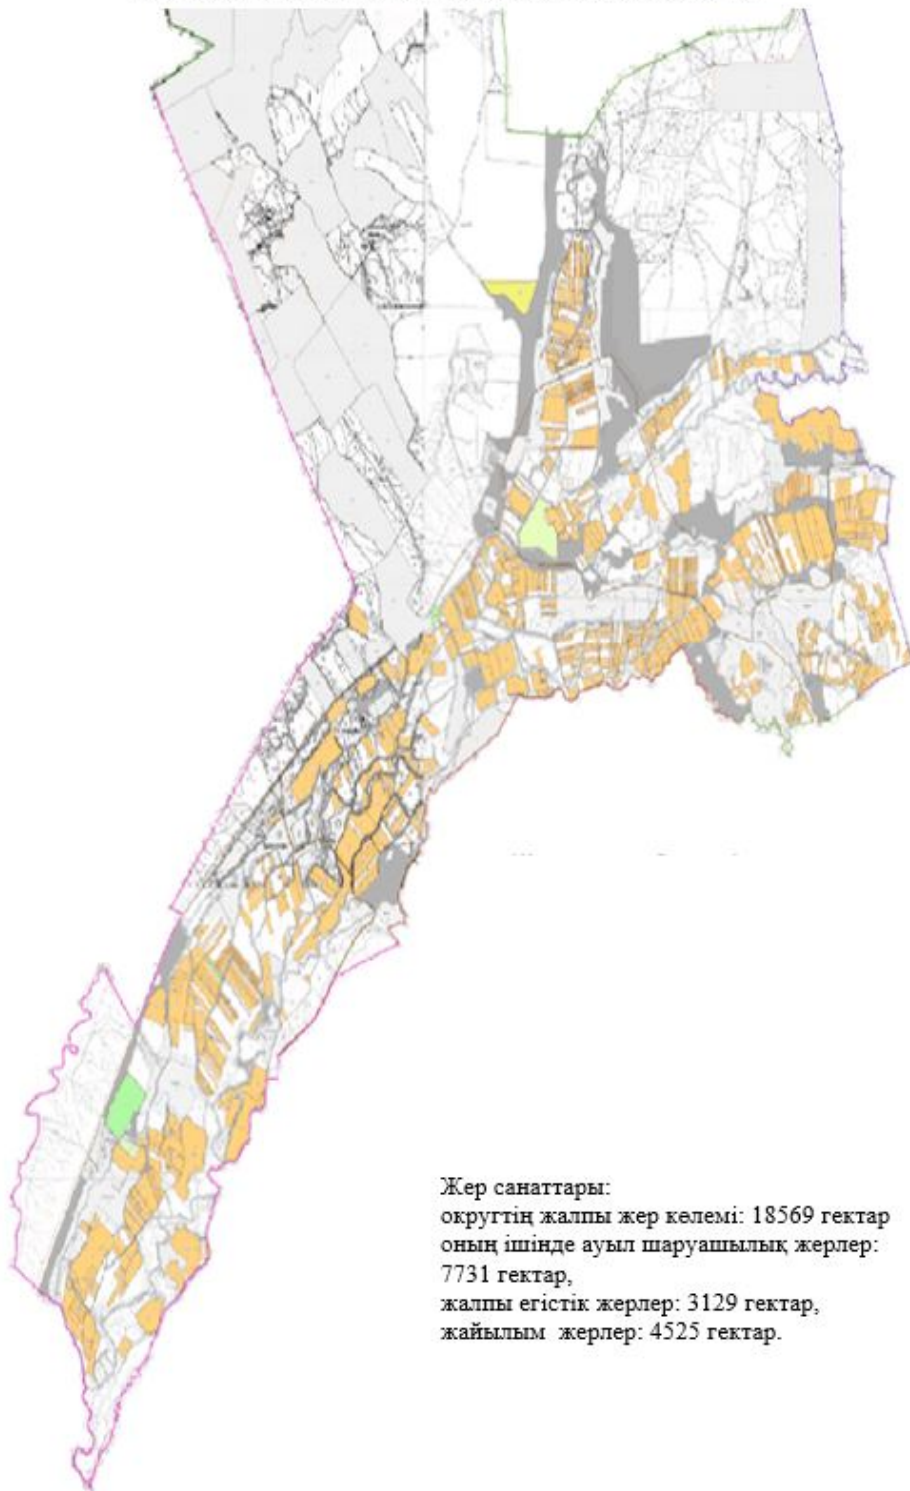 Жер санаттары:
округтің жалпы жер көлемі: 18569 гектар
оның ішінде ауыл шаруашылық жерлер:
7731 гектар,
жалпы егістік жерлер: 3129 гектар,
жайылым жерлер: 4525 гектар.